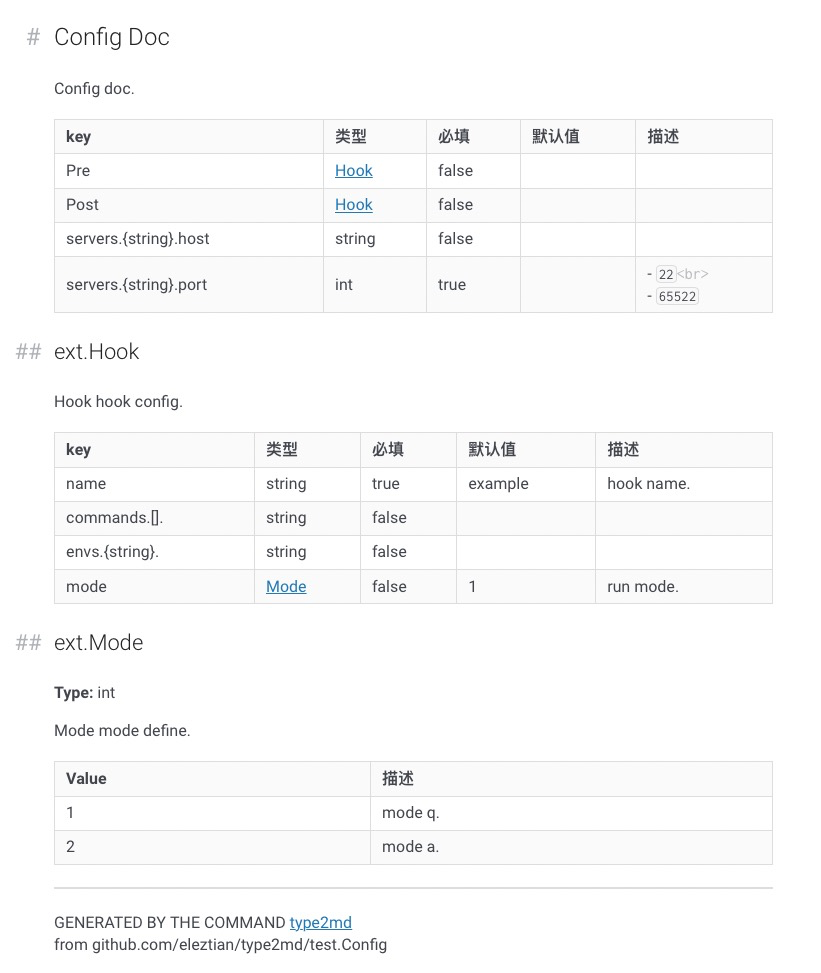 # Config Doc
Config doc.
key 类型 必填 默认值 描述
Pre Hook false
Post Hook false
servers.{string}.host string false
servers.{string}.port int true - 22<br>
- 65522
## ext.Hook
Hook hook config.
key 类型 必填 默认值 描述
name string true example hook name.
commands.[]. string false
envs.{string}. string false
mode Mode false 1 run mode.
## ext.Mode
Type: int
Mode mode define.
Value 描述
1 mode q.
2 mode a.
GENERATED BY THE COMMAND type2md
from github.com/eleztian/type2md/test.Config